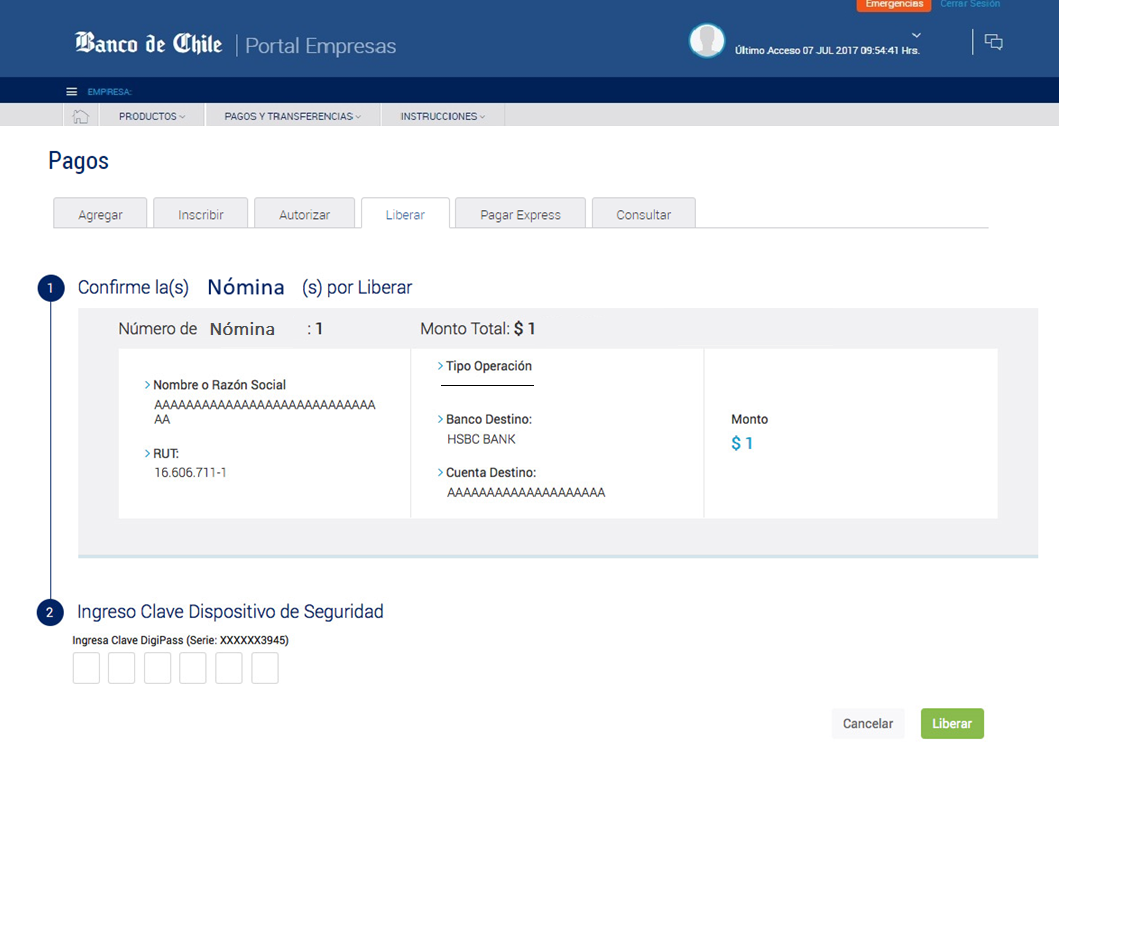 Emergencias Cerrar Sesión
Banco de Chile | Portal Empresas
Último Acceso 07 JUL 2017 09:54:41 Hrs.
EMPRESA:
PRODUCTOS PAGOS Y TRANSFERENCIAS INSTRUCCIONES
Pagos
Agregar Inscribir Autorizar Liberar Pagar Express Consultar
1 Confirme la(s) Nómina (s) por Liberar
Número de Nómina : 1 Monto Total: $ 1
> Nombre o Razón Social
AAAAAAAAAAAAAAAAAAAAAAAAAAAA
AA
> RUT:
16.606.711-1
> Tipo Operación
> Banco Destino:
HSBC BANK
> Cuenta Destino:
AAAAAAAAAAAAAAAAAAAA
Monto
$ 1
2 Ingreso Clave Dispositivo de Seguridad
Ingresa Clave DigiPass (Serie: XXXXXX3945)
Cancelar Liberar